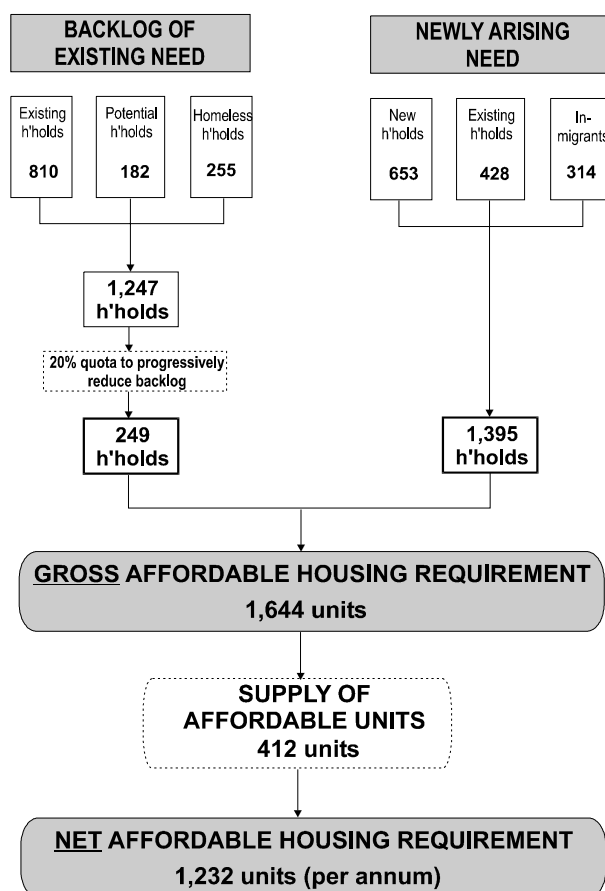 BACKLOG OF
EXISTING NEED
Existing
h'holds
810
Potential
h'holds
182
Homeless
h'holds
255
1,247
h'holds
20% quota to progressively
reduce backlog
249
h'holds
NEWLY ARISING
NEED
New
h'holds
653
Existing
h'holds
428
In-
migrants
314
1,395
h'holds
GROSS AFFORDABLE HOUSING REQUIREMENT
1,644 units
SUPPLY OF
AFFORDABLE UNITS
412 units
NET AFFORDABLE HOUSING REQUIREMENT
1,232 units (per annum)